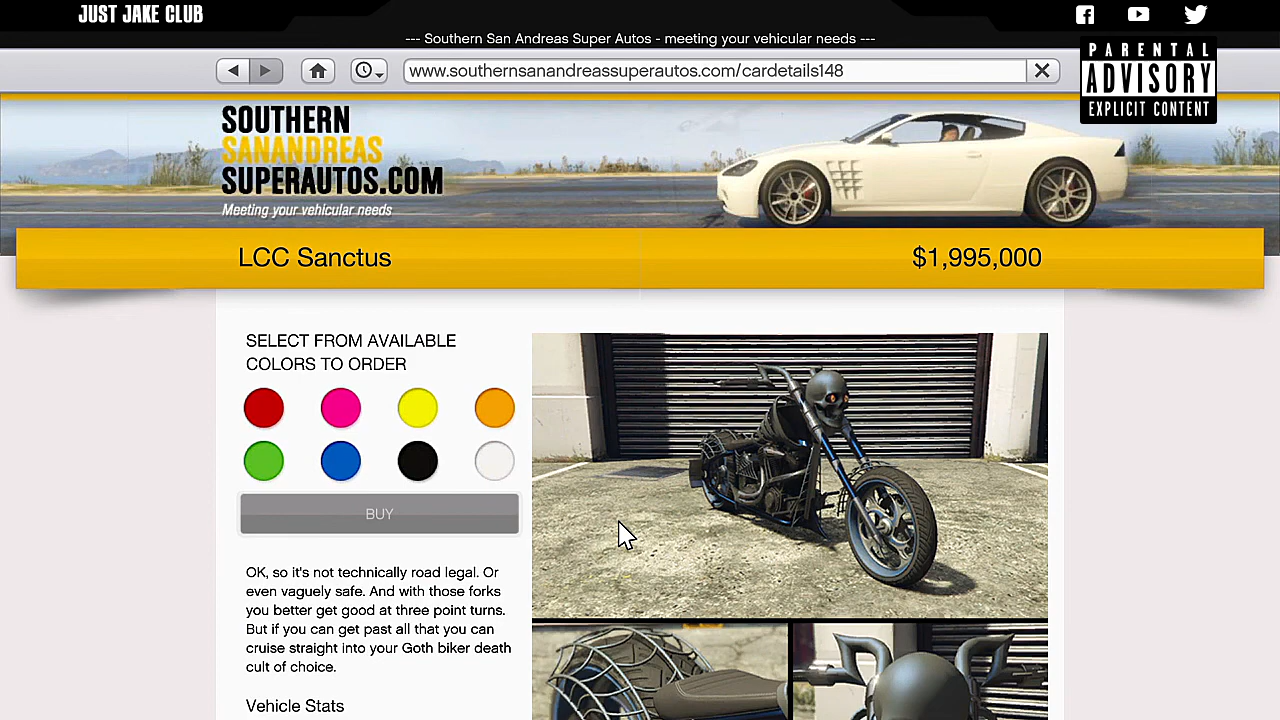 JUST JAKE CLUB
--- Southern San Andreas Super Autos - meeting your vehicular needs ---
PARENTAL
ADVISORY
EXPLICIT CONTENT
www.southernsanandreassuperautos.com/cardetails148
SOUTHERN
SANANDREAS
SUPERAUTOS.COM
Meeting your vehicular needs
LCC Sanctus
$1,995,000
SELECT FROM AVAILABLE
COLORS TO ORDER
BUY
OK, so it's not technically road legal. Or
even vaguely safe. And with those forks
you better get good at three point turns.
But if you can get past all that you can
cruise straight into your Goth biker death
cult of choice.
Vehicle Stats